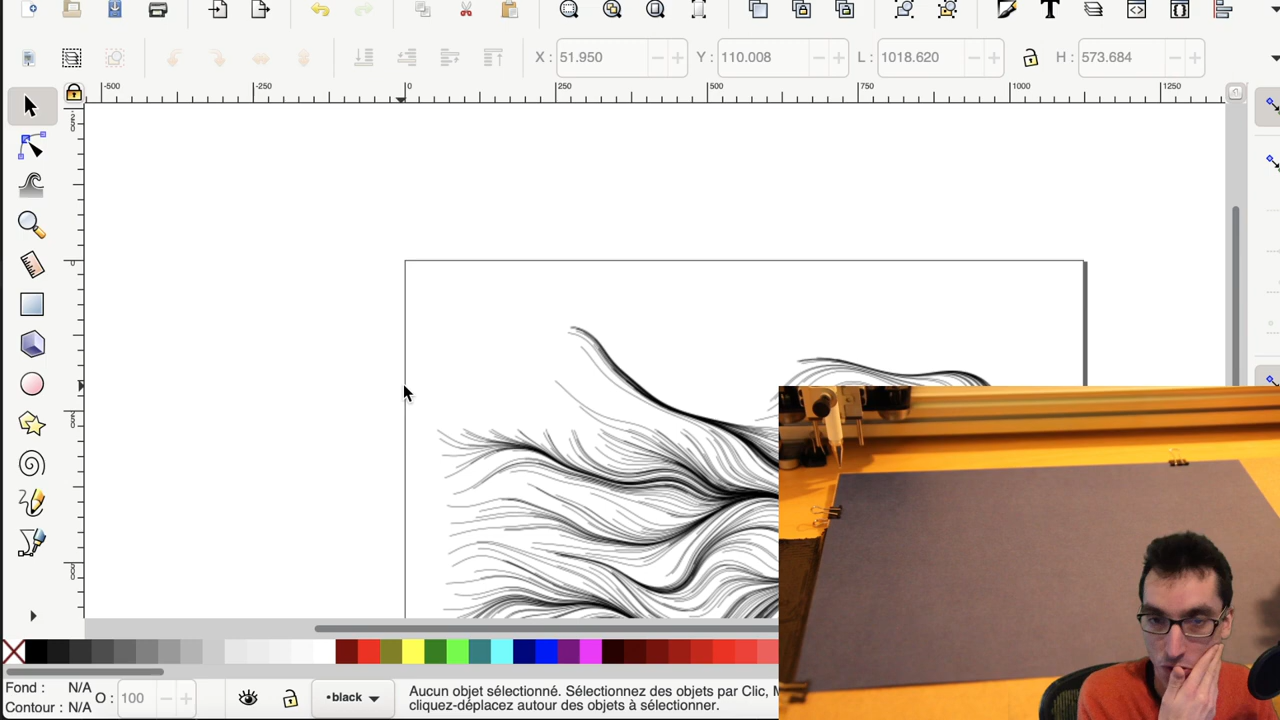 X : 51.950
Y : 110.008
L : 1018.620
H : 573.684
-500 -250 0 250 500 750 1000 1250
0
Fond : N/A
Contour : N/A
O : 100
•black
Aucun objet sélectionné. Sélectionnez des objets par Clic, M
cliquez-déplacez autour des objets à sélectionner.